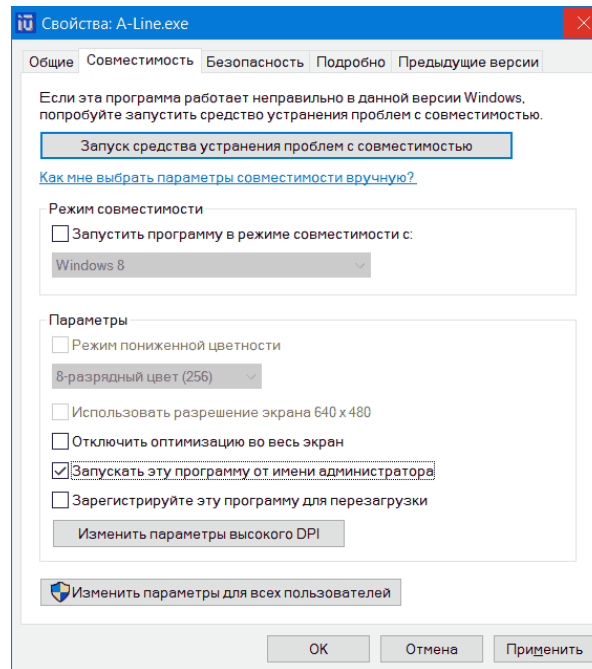 Свойства: A-Line.exe
Общие Совместимость Безопасность Подробно Предыдущие версии
Если эта программа работает неправильно в данной версии Windows,
попробуйте запустить средство устранения проблем с совместимостью.
Запуск средства устранения проблем с совместимостью
Как мне выбрать параметры совместимости вручную?
Режим совместимости
Запустить программу в режиме совместимости с:
Windows 8
Параметры
Режим пониженной цветности
8-разрядный цвет (256)
Использовать разрешение экрана 640 x 480
Отключить оптимизацию во весь экран
Запускать эту программу от имени администратора
Зарегистрируйте эту программу для перезагрузки
Изменить параметры высокого DPI
Изменить параметры для всех пользователей
OK Отмена Применить